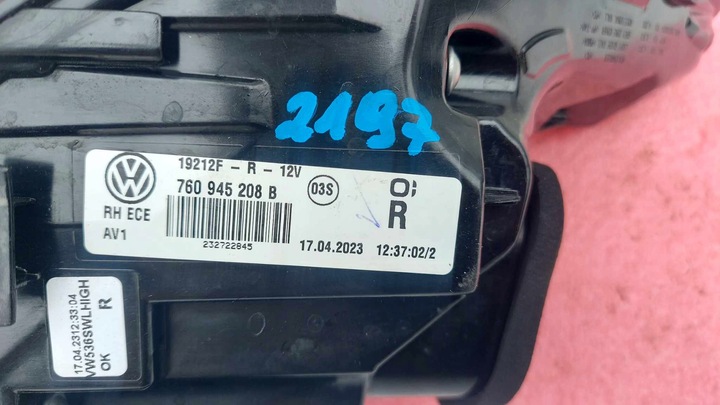 2197
19212F - R - 12V
760 945 208 B
03S
RH ECE
AV1
R
232722845
17.04.2023 12:37:02/2
17.04.2312:33:04
VW536SWLHIGH
OK R